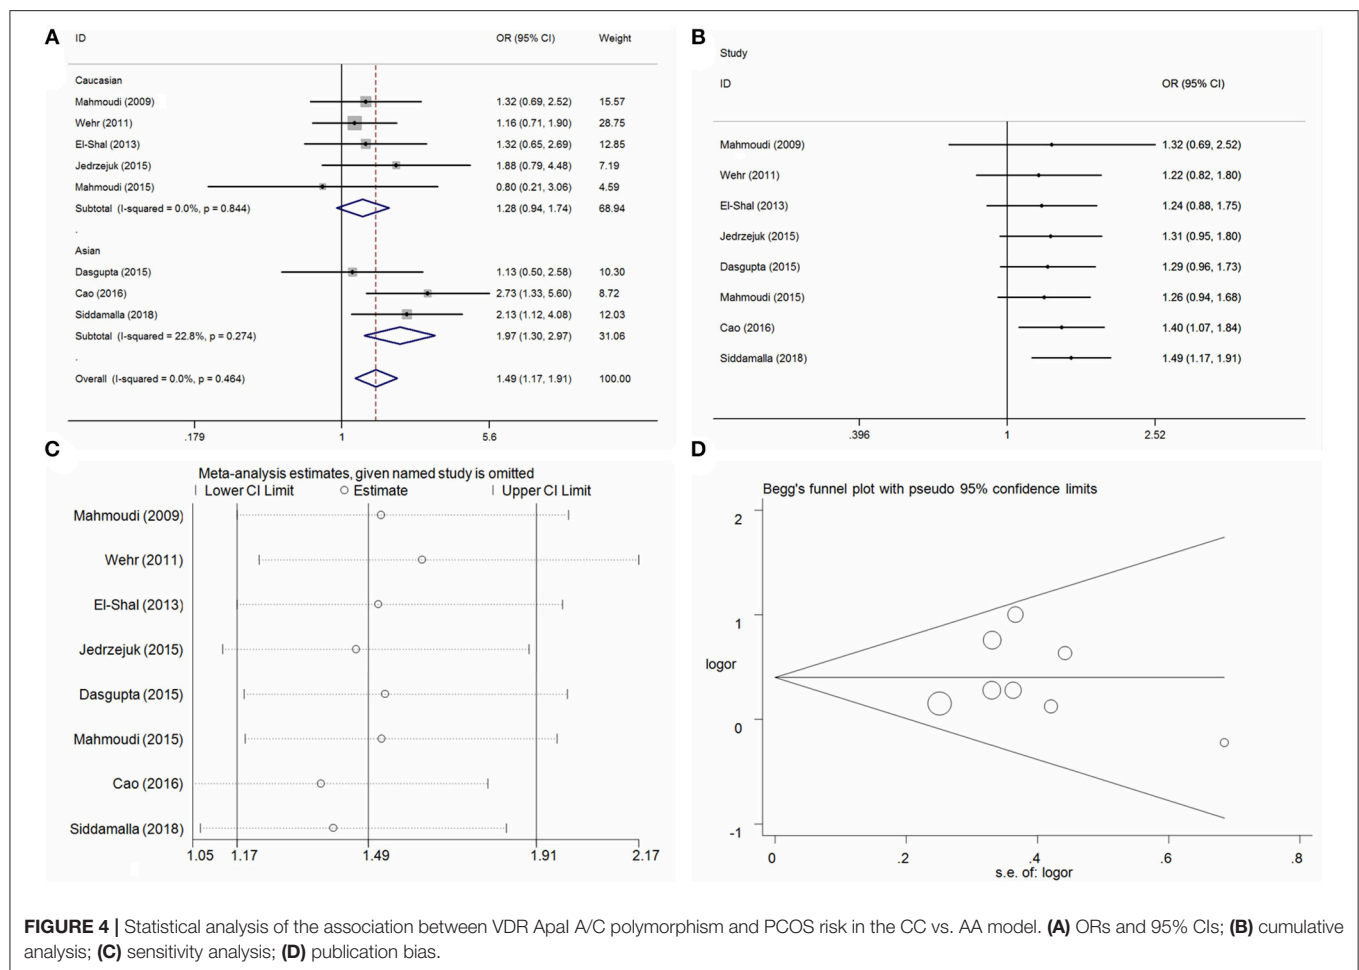 A
ID OR (95% CI) Weight
Caucasian
Mahmoudi (2009) 1.32 (0.69, 2.52) 15.57
Wehr (2011) 1.16 (0.71, 1.90) 28.75
El-Shal (2013) 1.32 (0.65, 2.69) 12.85
Jedrzejuk (2015) 1.88 (0.79, 4.48) 7.19
Mahmoudi (2015) 0.80 (0.21, 3.06) 4.59
Subtotal (I-squared = 0.0%, p = 0.844) 1.28 (0.94, 1.74) 68.94
.
Asian
Dasgupta (2015) 1.13 (0.50, 2.58) 10.30
Cao (2016) 2.73 (1.33, 5.60) 8.72
Siddamalla (2018) 2.13 (1.12, 4.08) 12.03
Subtotal (I-squared = 22.8%, p = 0.274) 1.97 (1.30, 2.97) 31.06
.
Overall (I-squared = 0.0%, p = 0.464) 1.49 (1.17, 1.91) 100.00
.179 1 5.6
B
Study
ID OR (95% CI)
Mahmoudi (2009) 1.32 (0.69, 2.52)
Wehr (2011) 1.22 (0.82, 1.80)
El-Shal (2013) 1.24 (0.88, 1.75)
Jedrzejuk (2015) 1.31 (0.95, 1.80)
Dasgupta (2015) 1.29 (0.96, 1.73)
Mahmoudi (2015) 1.26 (0.94, 1.68)
Cao (2016) 1.40 (1.07, 1.84)
Siddamalla (2018) 1.49 (1.17, 1.91)
.396 1 2.52
C
Meta-analysis estimates, given named study is omitted
Lower CI Limit Estimate Upper CI Limit
Mahmoudi (2009)
Wehr (2011)
El-Shal (2013)
Jedrzejuk (2015)
Dasgupta (2015)
Mahmoudi (2015)
Cao (2016)
Siddamalla (2018)
1.05 1.17 1.49 1.91 2.17
D
Begg's funnel plot with pseudo 95% confidence limits
2
1
logor
0
-1
0 .2 .4 .6 .8
s.e. of: logor
FIGURE 4 | Statistical analysis of the association between VDR ApaI A/C polymorphism and PCOS risk in the CC vs. AA model. (A) ORs and 95% CIs; (B) cumulative
analysis; (C) sensitivity analysis; (D) publication bias.